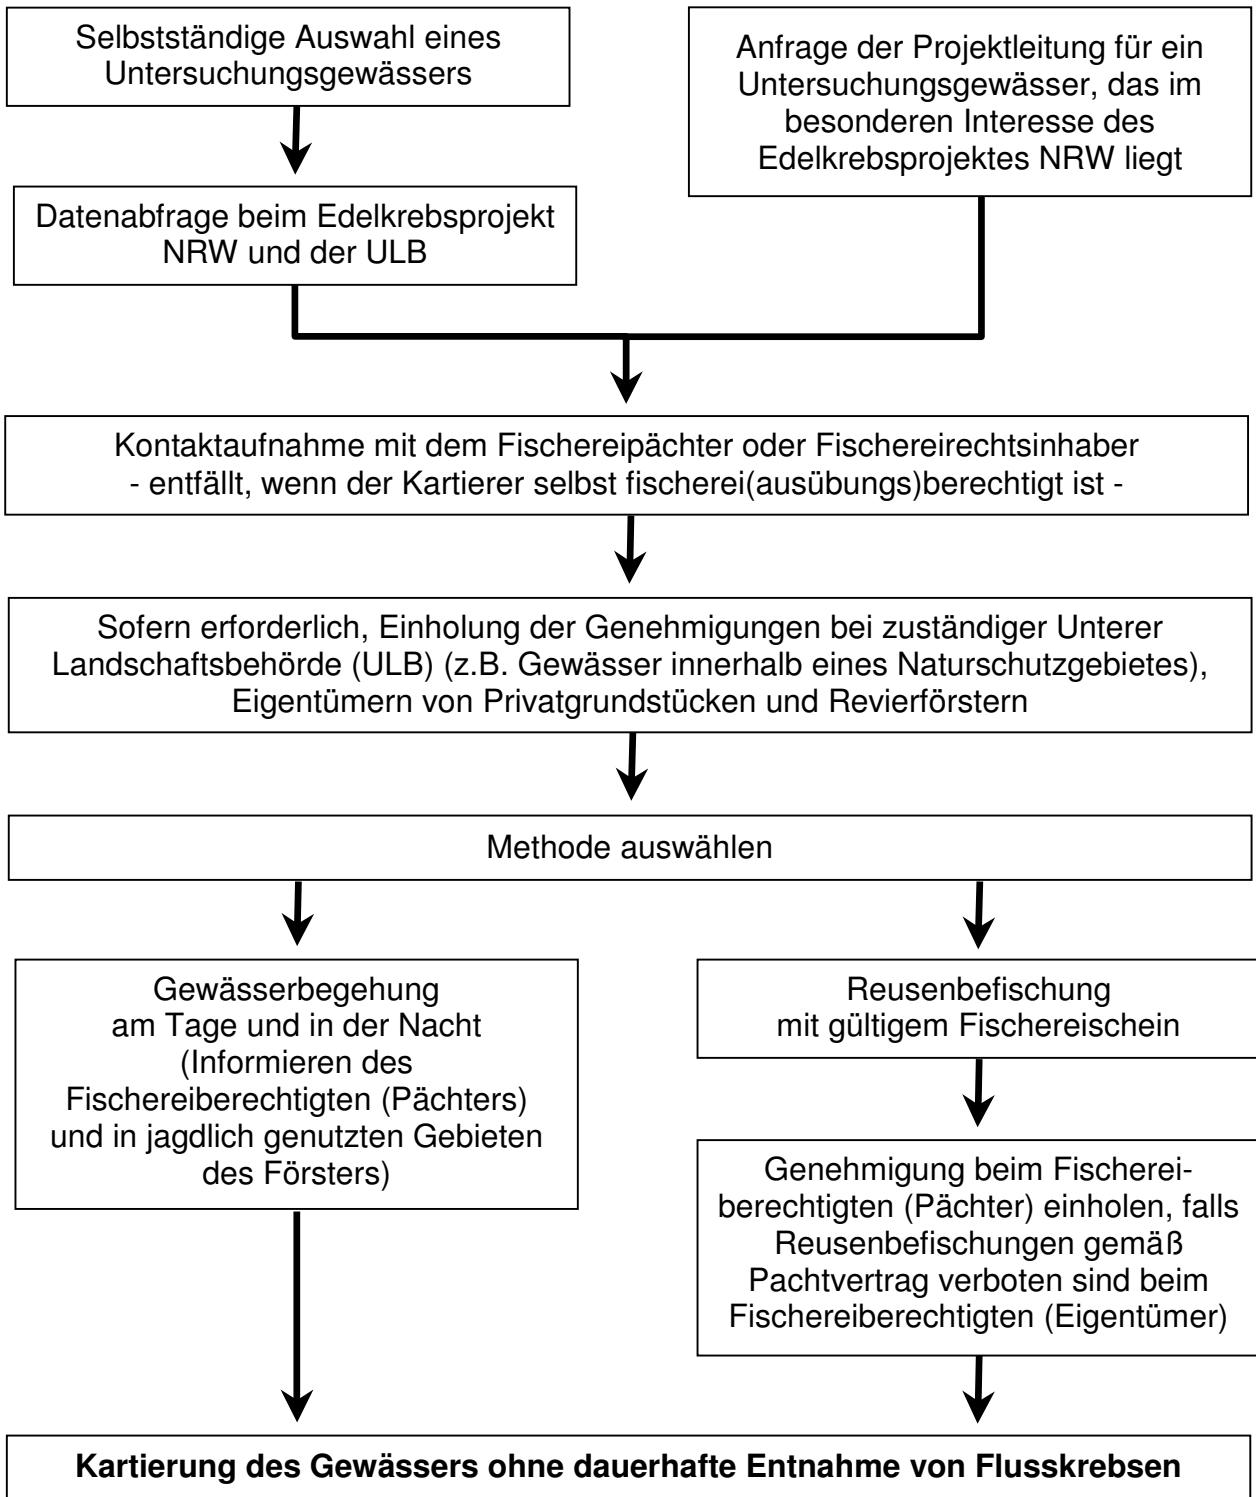 Selbstständige Auswahl eines
Untersuchungsgewässers
Anfrage der Projektleitung für ein
Untersuchungsgewässer, das im
besonderen Interesse des
Edelkrebsprojektes NRW liegt
Datenabfrage beim Edelkrebsprojekt
NRW und der ULB
Kontaktaufnahme mit dem Fischereipächter oder Fischereirechtsinhaber
- entfällt, wenn der Kartierer selbst fischerei(ausübungs)berechtigt ist -
Sofern erforderlich, Einholung der Genehmigungen bei zuständiger Unterer
Landschaftsbehörde (ULB) (z.B. Gewässer innerhalb eines Naturschutzgebietes),
Eigentümern von Privatgrundstücken und Revierförstern
Methode auswählen
Gewässerbegehung
am Tage und in der Nacht
(Informieren des
Fischereiberechtigten (Pächters)
und in jagdlich genutzten Gebieten
des Försters)
Reusenbefischung
mit gültigem Fischereischein
Genehmigung beim Fischerei-
berechtigten (Pächter) einholen, falls
Reusenbefischungen gemäß
Pachtvertrag verboten sind beim
Fischereiberechtigten (Eigentümer)
Kartierung des Gewässers ohne dauerhafte Entnahme von Flusskrebsen